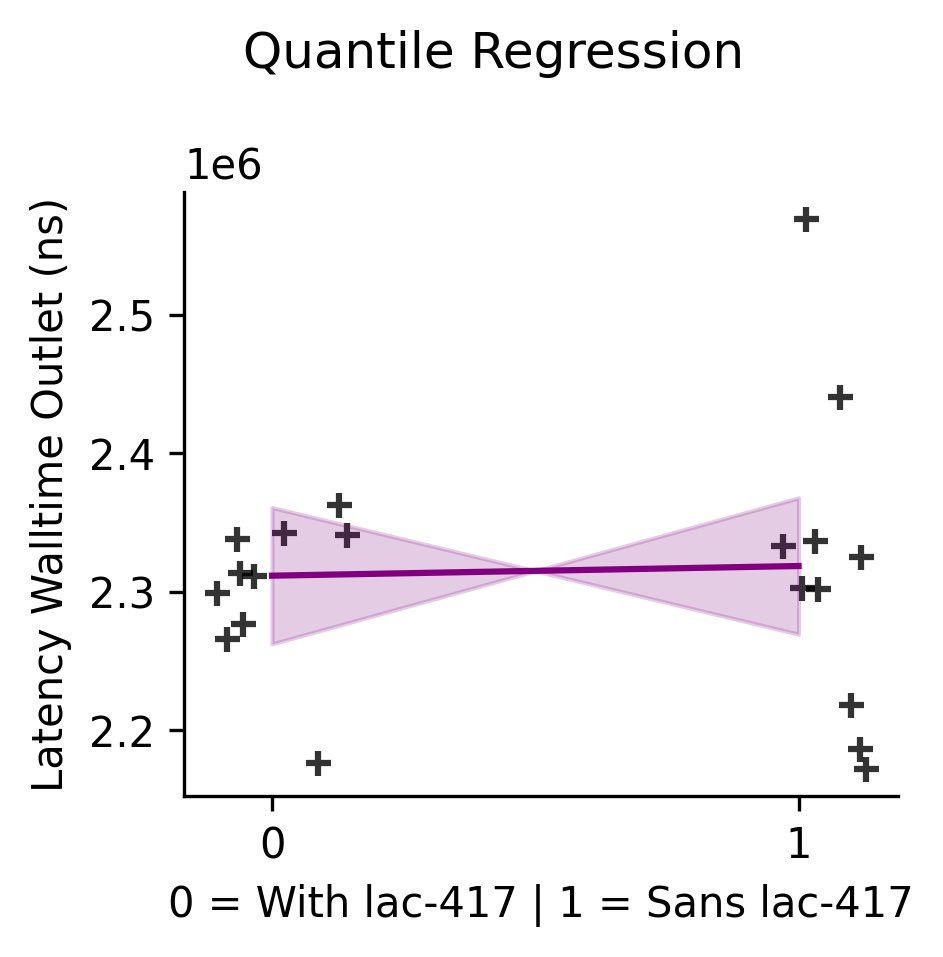 Quantile Regression
1e6
Latency Walltime Outlet (ns)
2.5
2.4
2.3
2.2
0 1
0 = With lac-417 | 1 = Sans lac-417